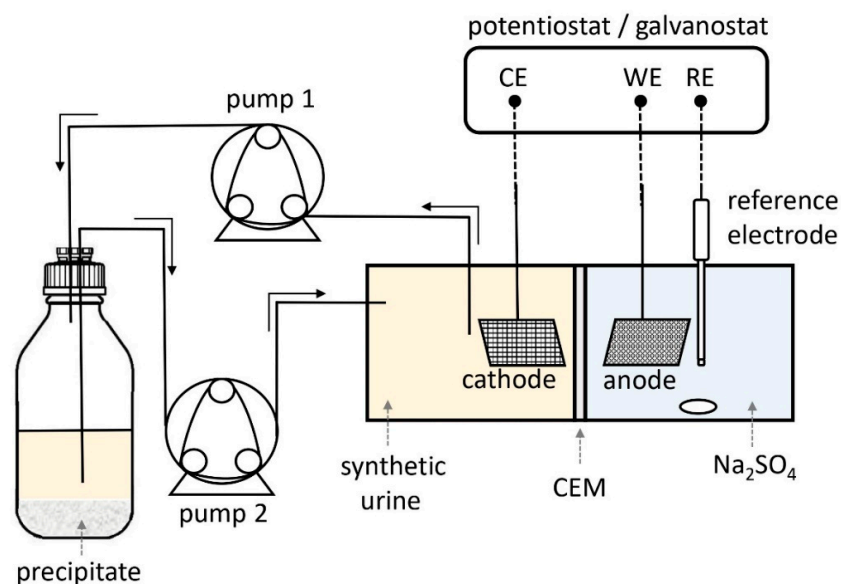 potentiostat / galvanostat
CE WE RE
pump 1
reference
electrode
cathode anode
synthetic
urine
CEM
Na₂SO₄
pump 2
precipitate